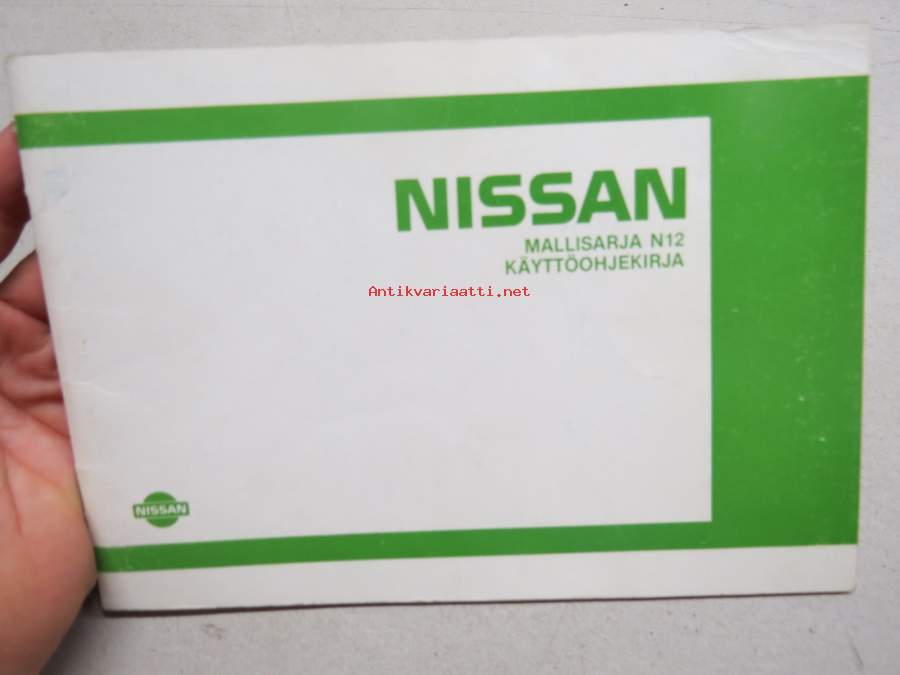 NISSAN
MALLISARJA N12
KÄYTTÖOHJEKIRJA
Antikvariaatti.net
NISSAN